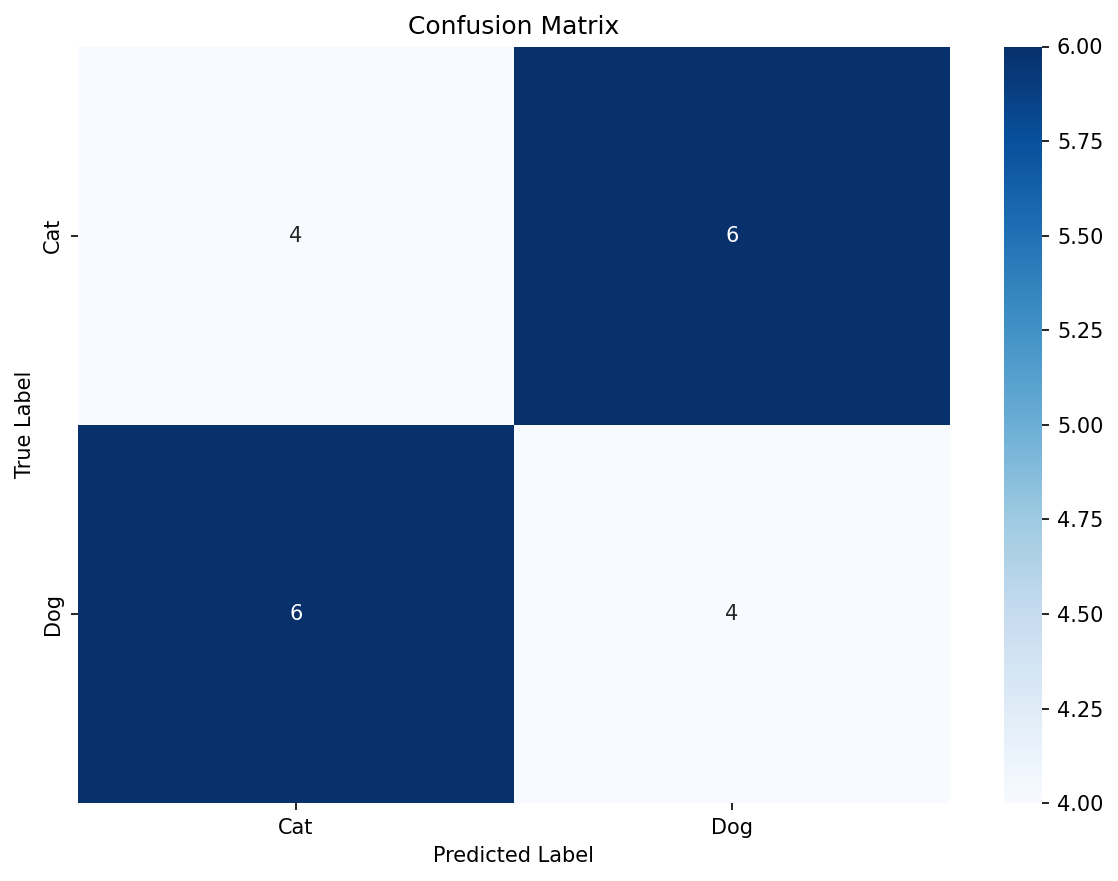 Confusion Matrix
True Label
Cat
Dog
4
6
6
4
Cat
Dog
Predicted Label
6.00
5.75
5.50
5.25
5.00
4.75
4.50
4.25
4.00